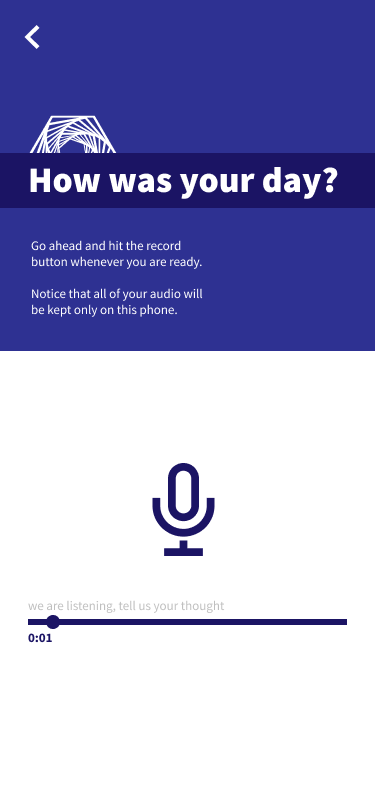 How was your day?
Go ahead and hit the record
button whenever you are ready.
Notice that all of your audio will
be kept only on this phone.
we are listening, tell us your thought
0:01